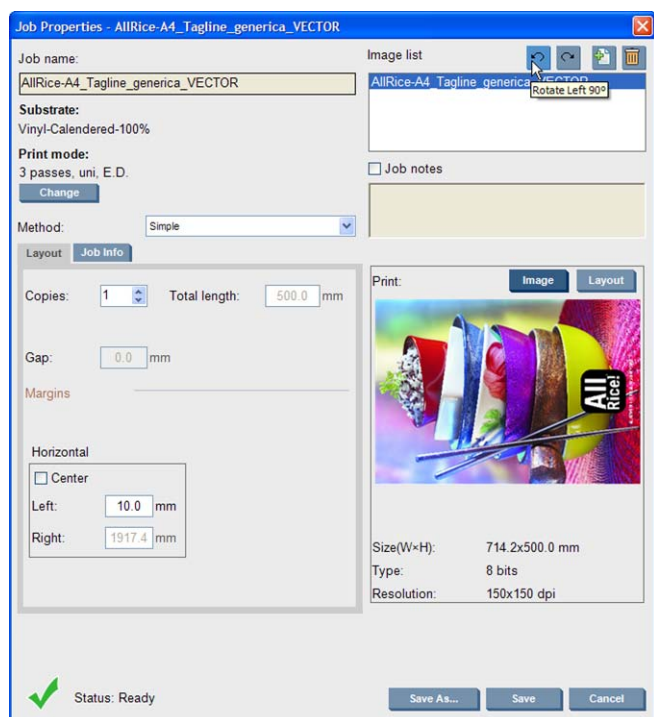 Job Properties - AllRice-A4_Tagline_generica_VECTOR
Job name:
AllRice-A4_Tagline_generica_VECTOR
Substrate:
Vinyl-Calendered-100%
Print mode:
3 passes, uni, E.D.
Change
Method:
Simple
Image list
AllRice-A4_Tagline_generica_VECTOR
Rotate Left 90º
Job notes
Layout
Job Info
Copies:
1
Total length:
500.0 mm
Gap:
0.0 mm
Margins
Horizontal
Center
Left:
10.0 mm
Right:
1917.4 mm
Print:
Image
Layout
All
Rice!
Size(W×H): 714.2x500.0 mm
Type: 8 bits
Resolution: 150x150 dpi
Status: Ready
Save As...
Save
Cancel